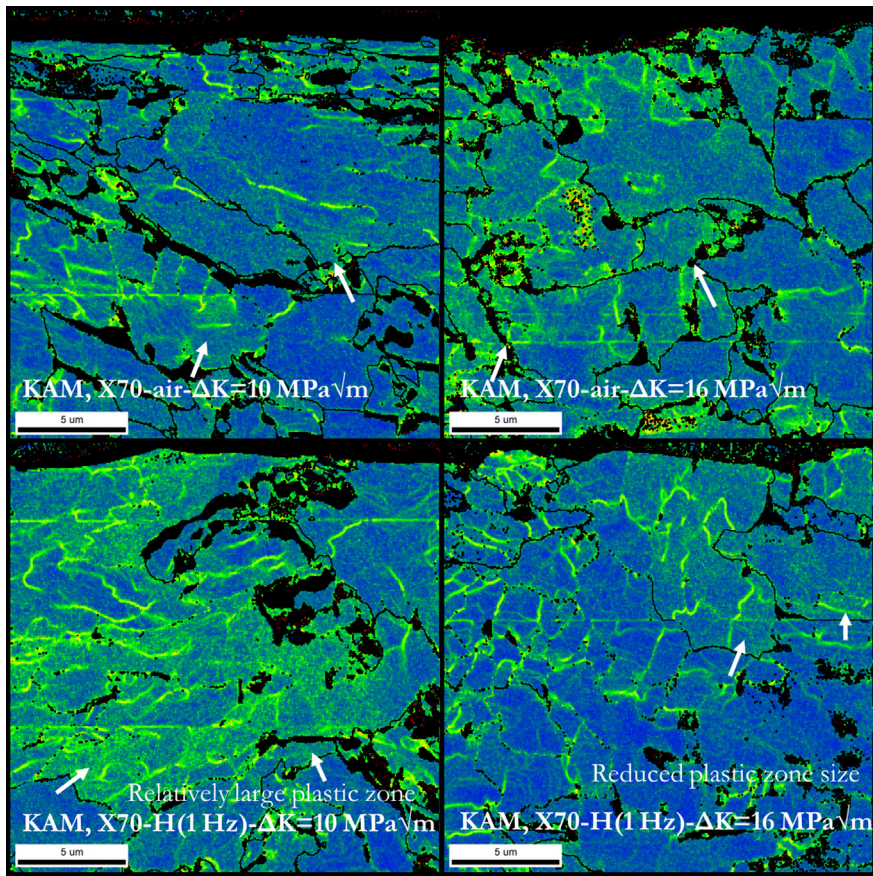 KAM, X70-air-ΔK=10 MPa√m
5 um
KAM, X70-air-ΔK=16 MPa√m
5 um
Relatively large plastic zone
KAM, X70-H(1 Hz)-ΔK=10 MPa√m
5 um
Reduced plastic zone size
KAM, X70-H(1 Hz)-ΔK=16 MPa√m
5 um